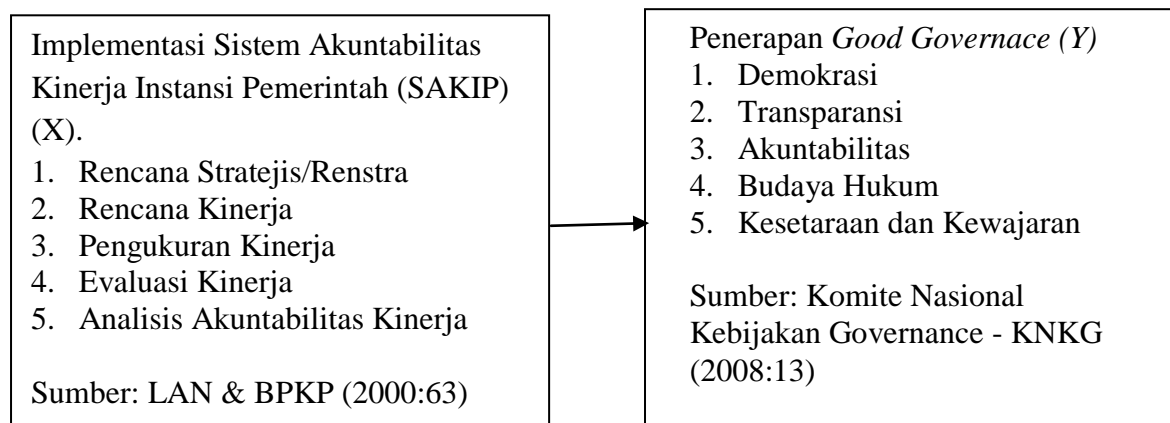 Implementasi Sistem Akuntabilitas
Kinerja Instansi Pemerintah (SAKIP)
(X).
1. Rencana Stratejis/Renstra
2. Rencana Kinerja
3. Pengukuran Kinerja
4. Evaluasi Kinerja
5. Analisis Akuntabilitas Kinerja
Sumber: LAN & BPKP (2000:63)
Penerapan Good Governace (Y)
1. Demokrasi
2. Transparansi
3. Akuntabilitas
4. Budaya Hukum
5. Kesetaraan dan Kewajaran
Sumber: Komite Nasional
Kebijakan Governance - KNKG
(2008:13)